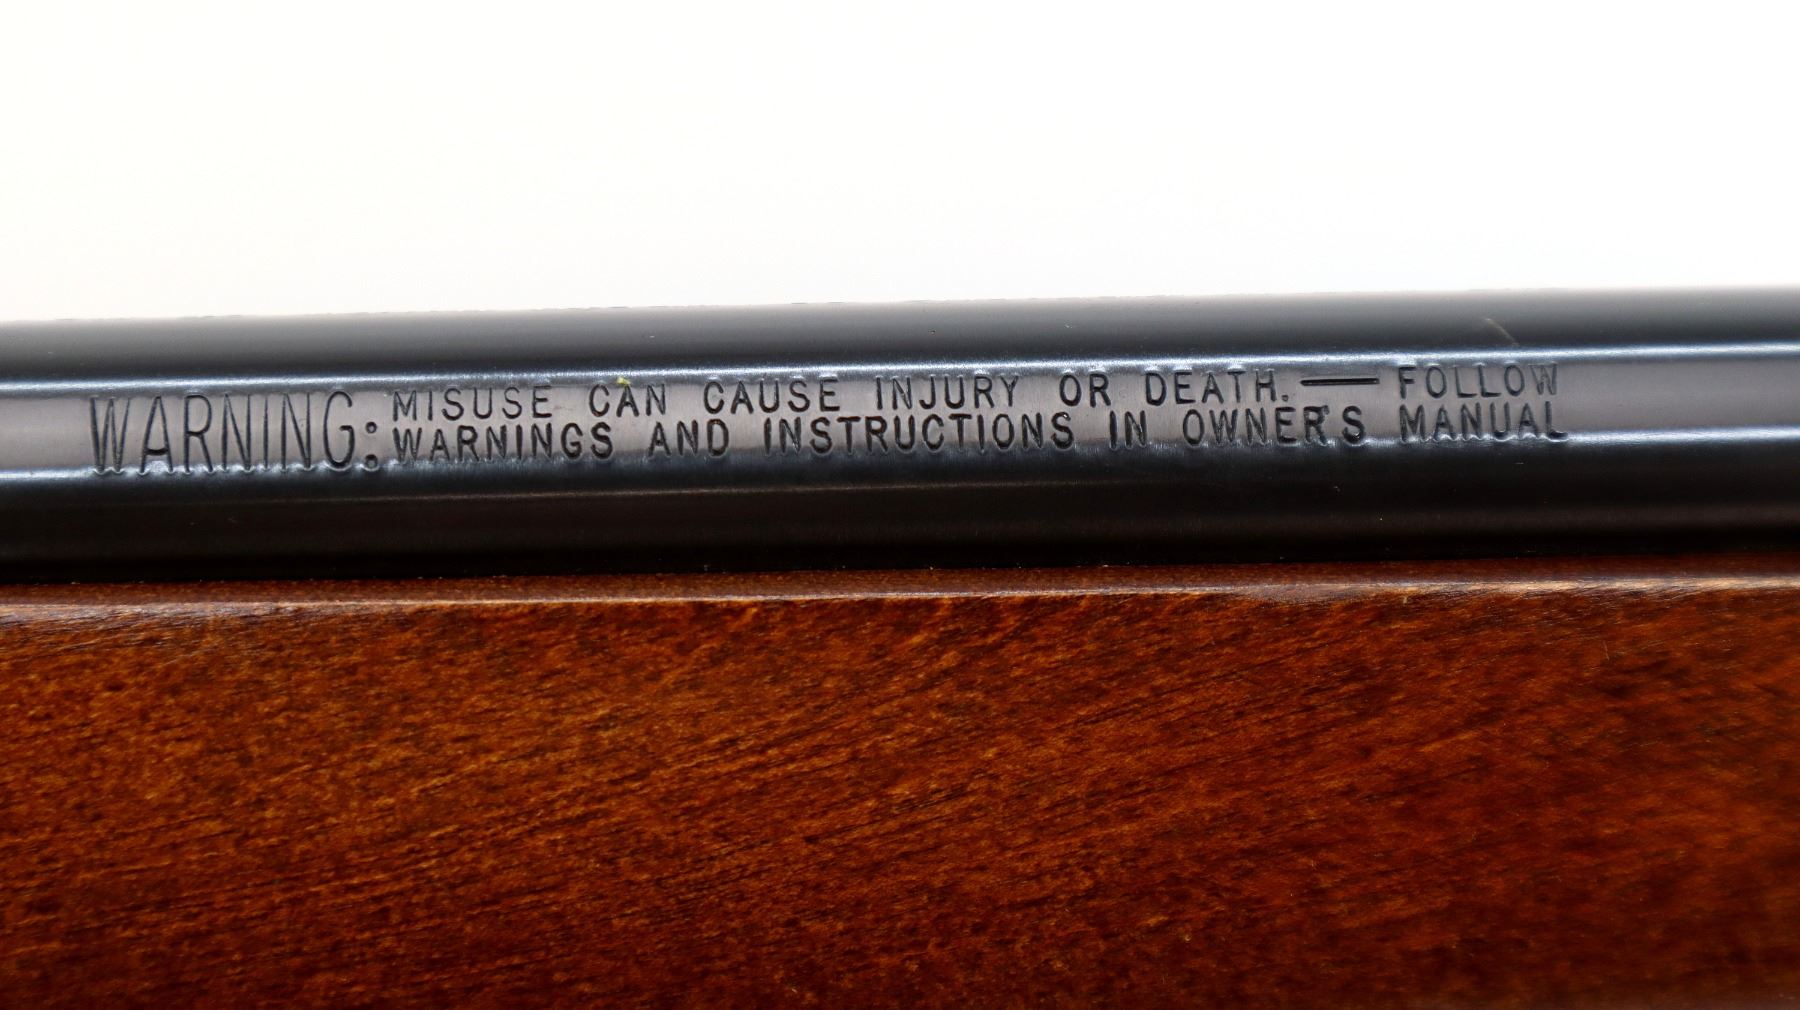 WARNING: MISUSE CAN CAUSE INJURY OR DEATH. — FOLLOW
WARNINGS AND INSTRUCTIONS IN OWNER'S MANUAL